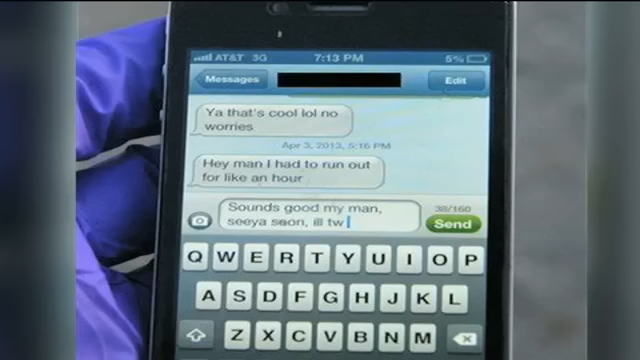 AT&T 3G 7:13 PM 5%
Messages Edit
Ya that's cool lol no
worries
Apr 3, 2013, 5:16 PM
Hey man I had to run out
for like an hour
Sounds good my man,
seeya soon, ill tw
38/160
Send
Q W E R T Y U I O P
A S D F G H J K L
Z X C V B N M